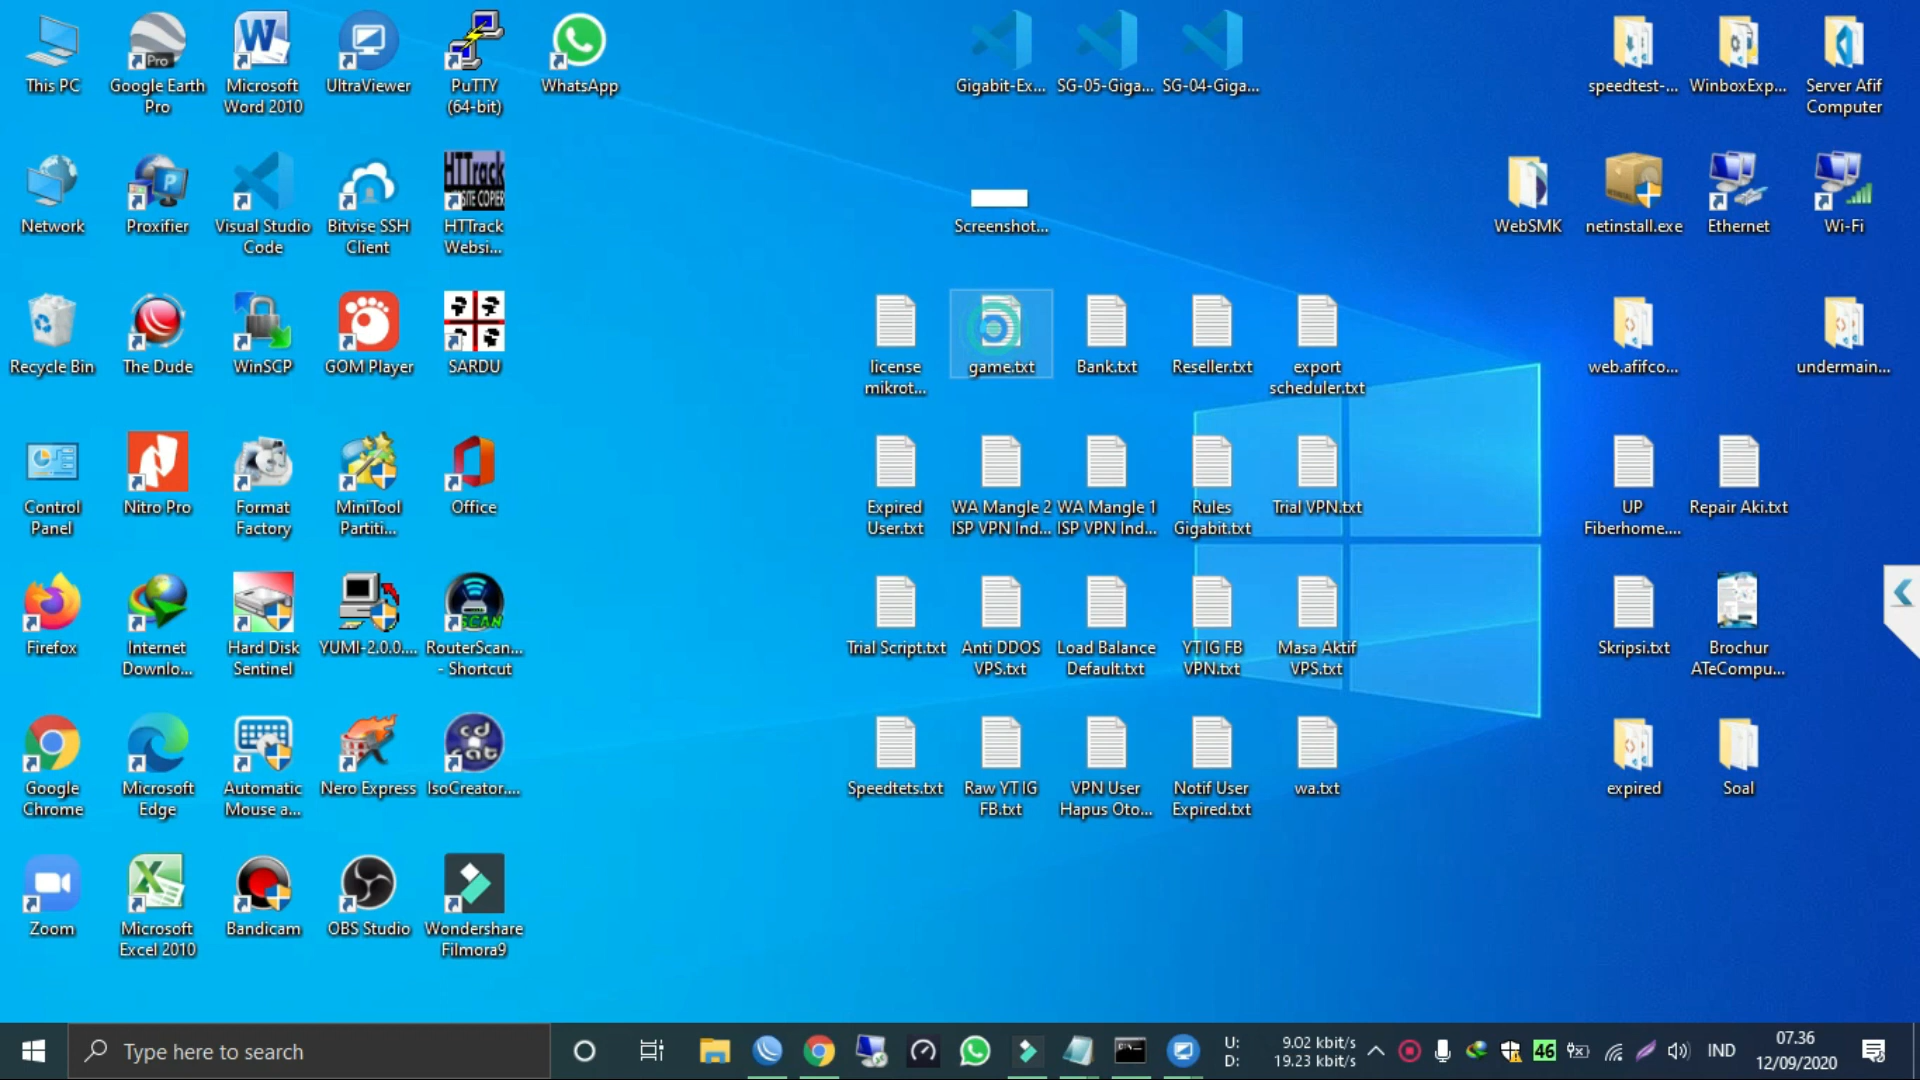 This PC
Google Earth
Pro
Pro
Microsoft
Word 2010
UltraViewer
PuTTY
(64-bit)
WhatsApp
Gigabit-Ex...
SG-05-Giga...
SG-04-Giga...
speedtest-...
WinboxExp...
Server Afif
Computer
Network
Proxifier
Visual Studio
Code
Bitvise SSH
Client
HTTrack
SITE COPIER
HTTrack
Websi...
Screenshot...
WebSMK
netinstall.exe
Ethernet
Wi-Fi
Recycle Bin
The Dude
WinSCP
GOM Player
SARDU
license
mikrot...
game.txt
Bank.txt
Reseller.txt
export
scheduler.txt
web.afifco...
undermain...
Control
Panel
Nitro Pro
Format
Factory
MiniTool
Partiti...
Office
Expired
User.txt
WA Mangle 2
ISP VPN Ind...
WA Mangle 1
ISP VPN Ind...
Rules
Gigabit.txt
Trial VPN.txt
UP
Fiberhome....
Repair Aki.txt
Firefox
Internet
Downlo...
Hard Disk
Sentinel
YUMI-2.0.0....
SCAN
RouterScan...
- Shortcut
Trial Script.txt
Anti DDOS
VPS.txt
Load Balance
Default.txt
YT IG FB
VPN.txt
Masa Aktif
VPS.txt
Skripsi.txt
Brochur
ATeCompu...
Google
Chrome
Microsoft
Edge
Automatic
Mouse a...
Nero Express
IsoCreator....
Speedtets.txt
Raw YT IG
FB.txt
VPN User
Hapus Oto...
Notif User
Expired.txt
wa.txt
expired
Soal
Zoom
Microsoft
Excel 2010
Bandicam
OBS Studio
Wondershare
Filmora9
Type here to search
U: 9.02 kbit/s
D: 19.23 kbit/s
46
IND
07.36
12/09/2020